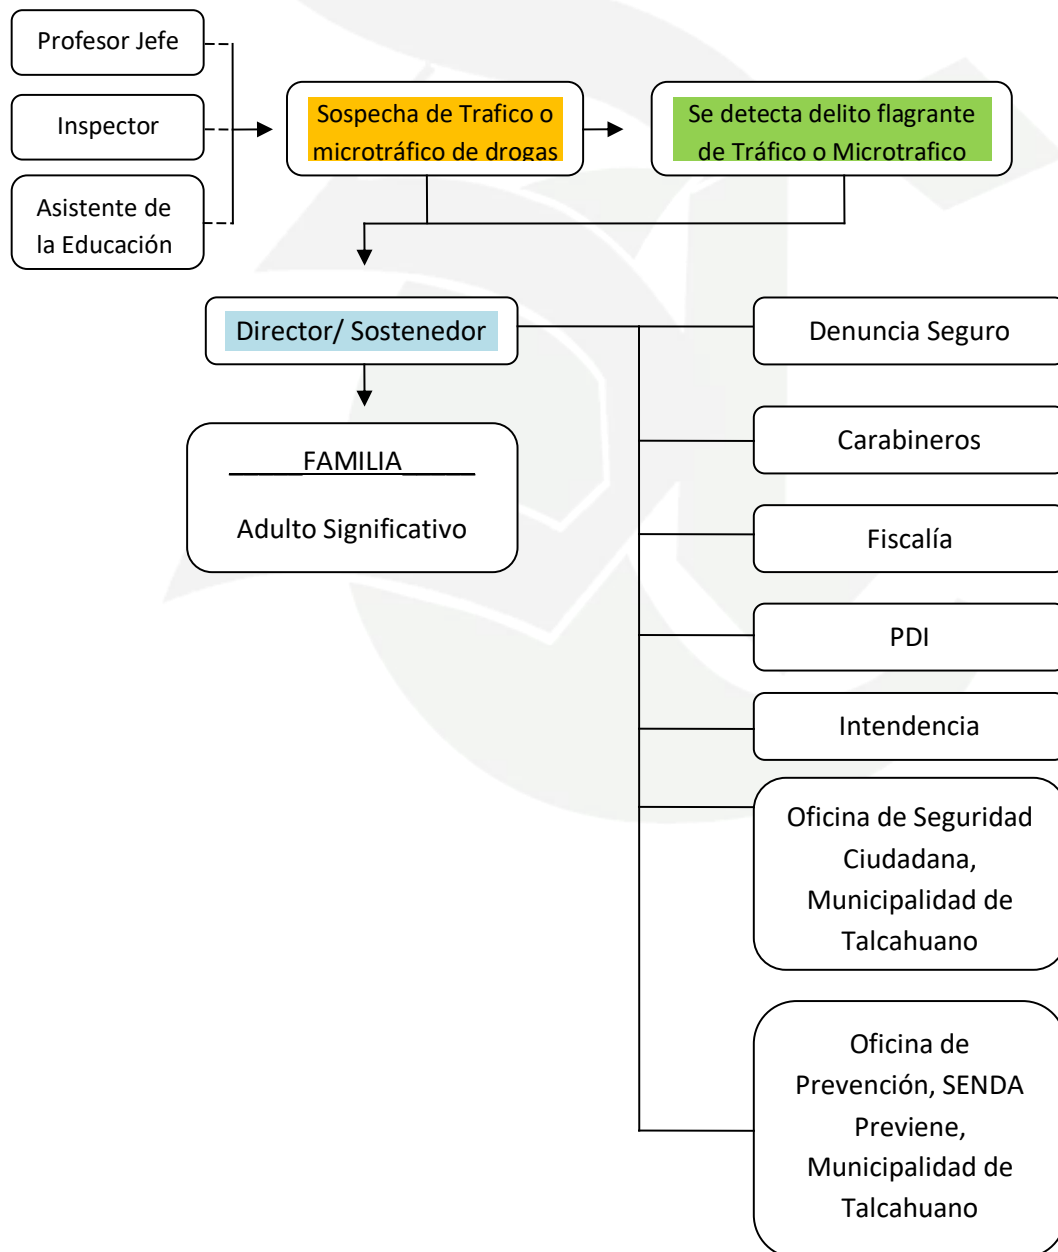 Profesor Jefe
Inspector
Asistente de
la Educación
Sospecha de Trafico o
microtráfico de drogas
Se detecta delito flagrante
de Tráfico o Microtrafico
Director/ Sostenedor
_____FAMILIA_____
Adulto Significativo
Denuncia Seguro
Carabineros
Fiscalía
PDI
Intendencia
Oficina de Seguridad
Ciudadana,
Municipalidad de
Talcahuano
Oficina de
Prevención, SENDA
Previene,
Municipalidad de
Talcahuano